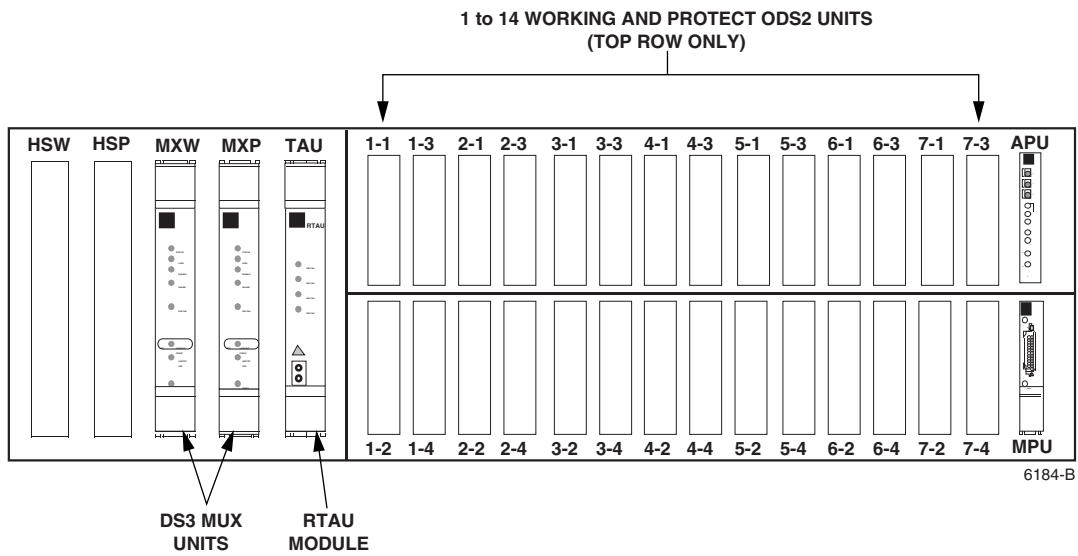 1 to 14 WORKING AND PROTECT ODS2 UNITS
(TOP ROW ONLY)
HSW HSP MXW MXP TAU 1-1 1-3 2-1 2-3 3-1 3-3 4-1 4-3 5-1 5-3 6-1 6-3 7-1 7-3 APU
RTAU
1-2 1-4 2-2 2-4 3-2 3-4 4-2 4-4 5-2 5-4 6-2 6-4 7-2 7-4 MPU
6184-B
DS3 MUX
UNITS
RTAU
MODULE